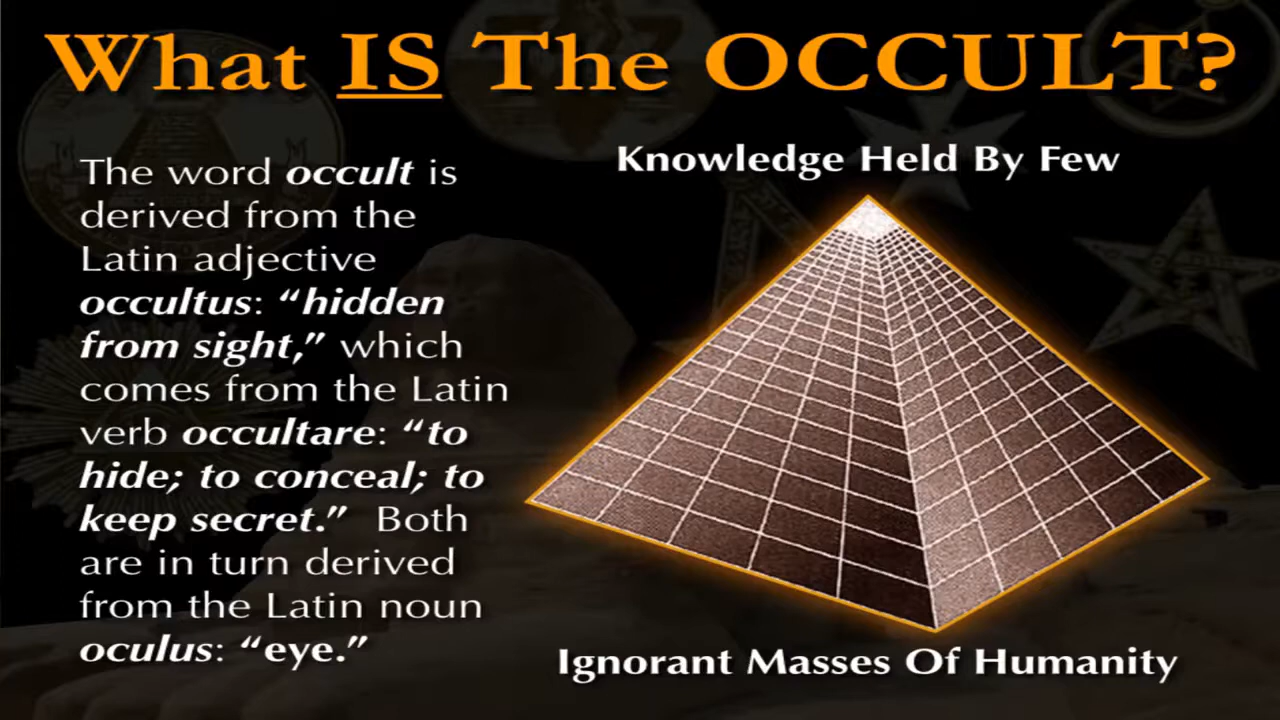 What IS The OCCULT?
The word occult is
derived from the
Latin adjective
occultus: “hidden
from sight,” which
comes from the Latin
verb occultare: “to
hide; to conceal; to
keep secret.” Both
are in turn derived
from the Latin noun
oculus: “eye.”
Knowledge Held By Few
Ignorant Masses Of Humanity